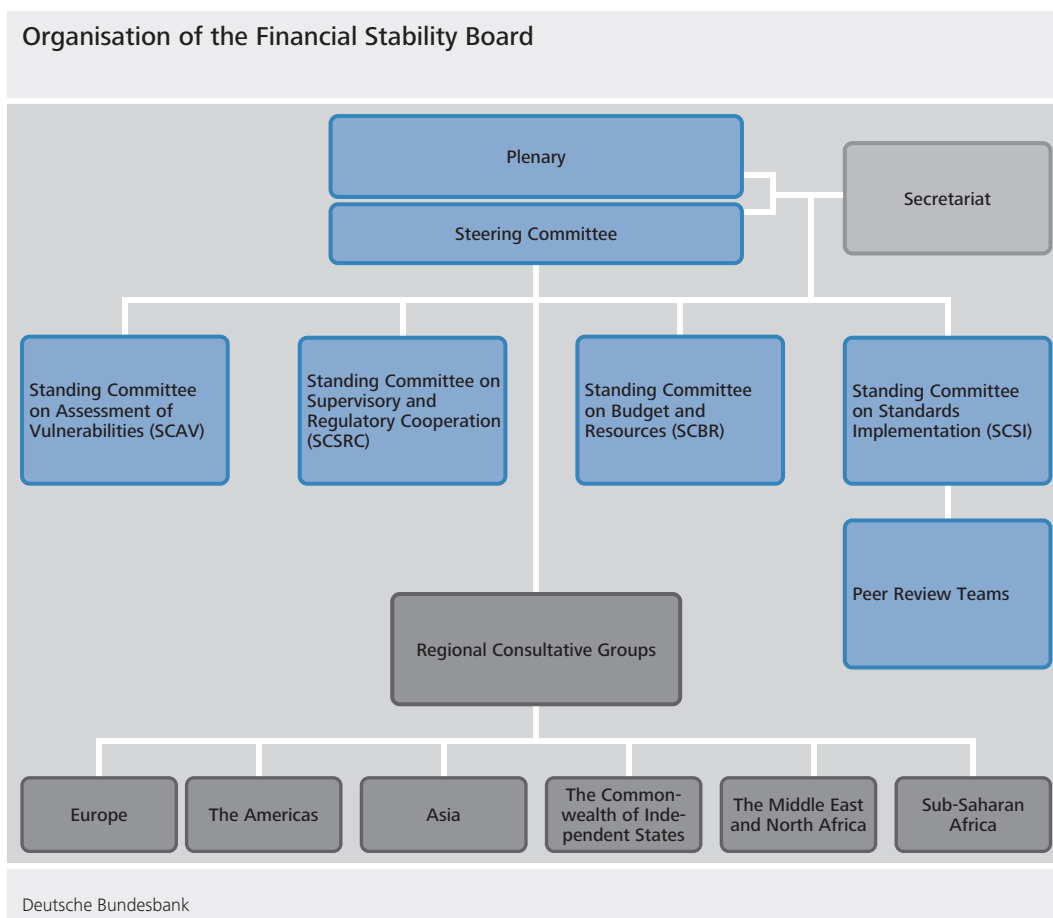 Organisation of the Financial Stability Board
Plenary
Steering Committee
Secretariat
Standing Committee
on Assessment of
Vulnerabilities (SCAV)
Standing Committee on
Supervisory and
Regulatory Cooperation
(SCSRC)
Standing Committee
on Budget and
Resources (SCBR)
Standing Committee
on Standards
Implementation (SCSI)
Peer Review Teams
Regional Consultative Groups
Europe
The Americas
Asia
The Common-
wealth of Inde-
pendent States
The Middle East
and North Africa
Sub-Saharan
Africa
Deutsche Bundesbank